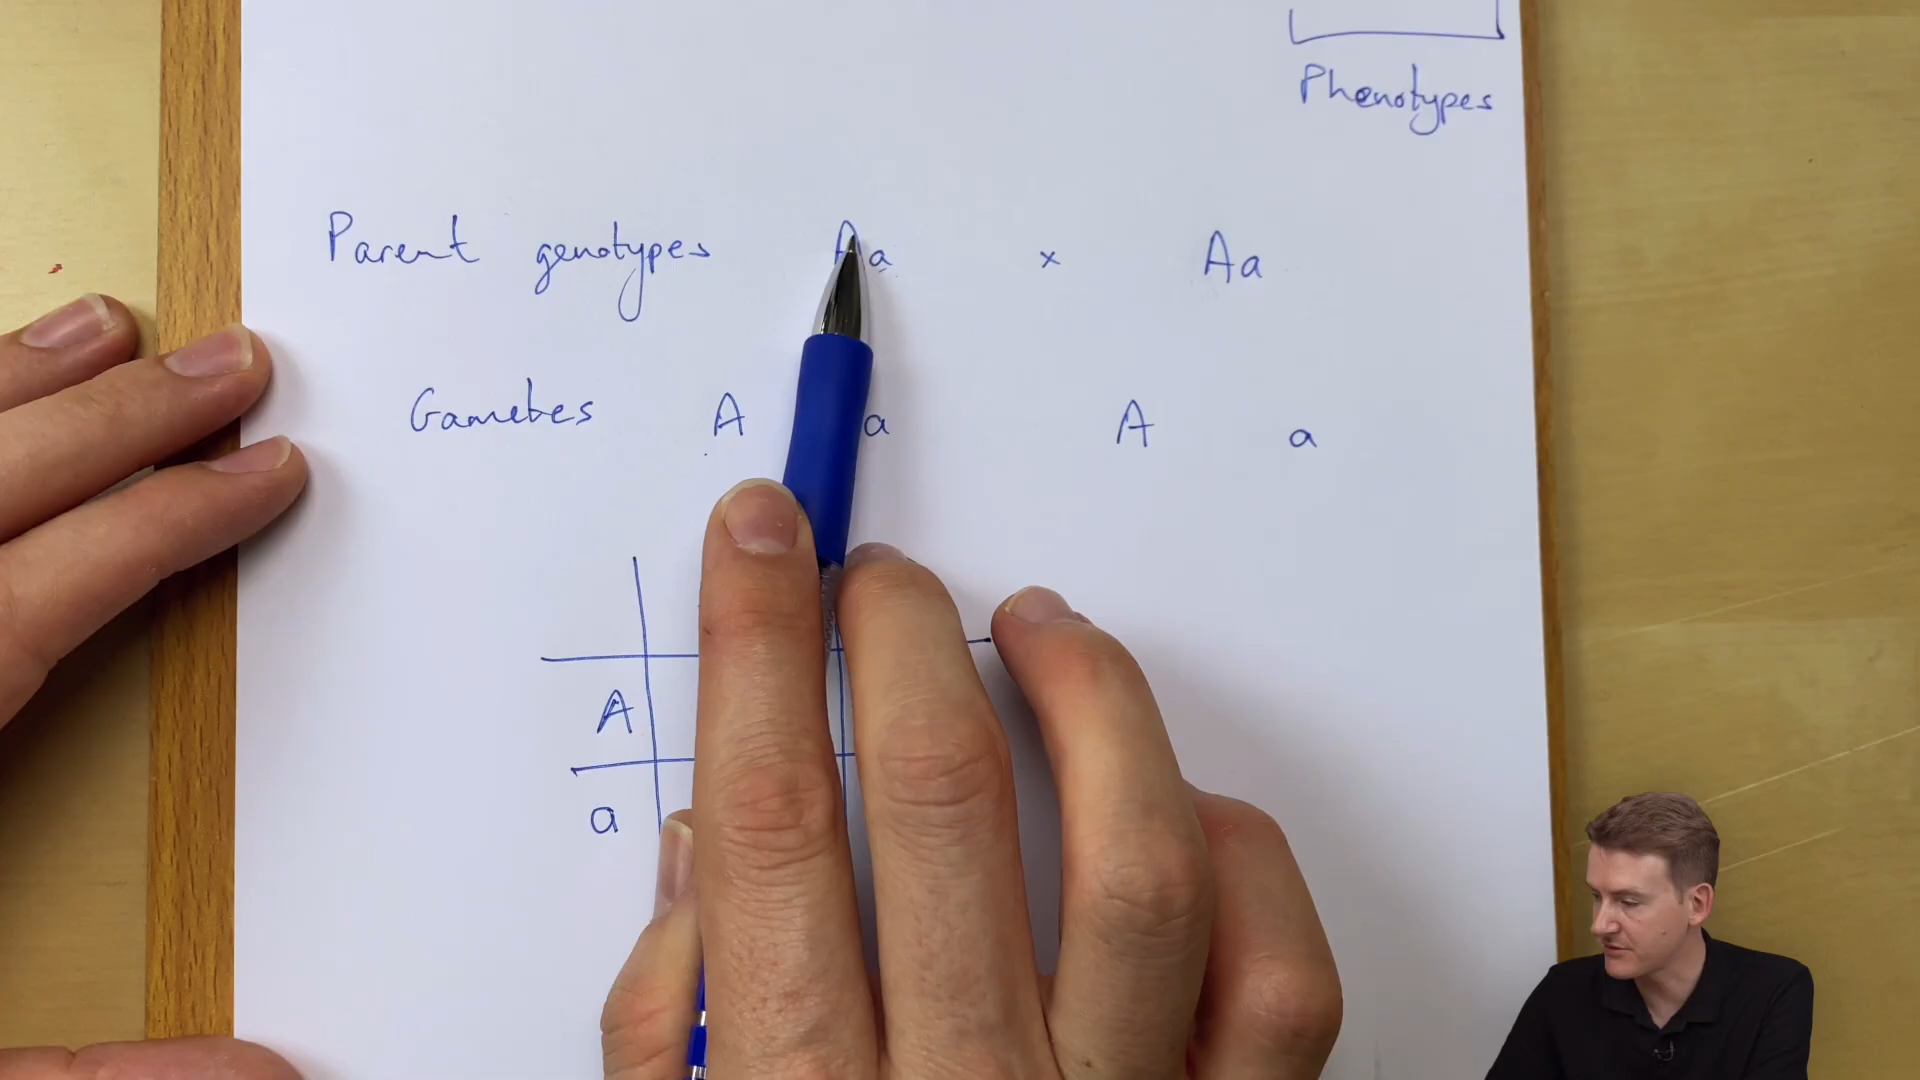 Phenotypes
Parent genotypes Aa x Aa
Gametes A a A a
A
a